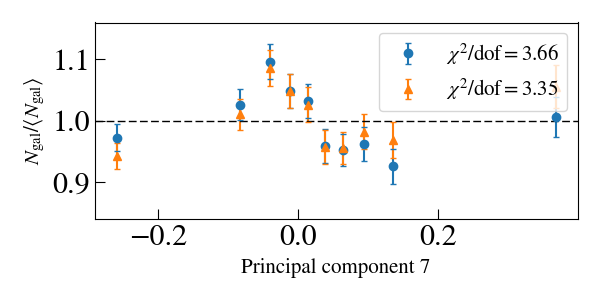 1.1
1.0
0.9
N_gal/⟨N_gal⟩
χ²/dof = 3.66
χ²/dof = 3.35
−0.2 0.0 0.2
Principal component 7